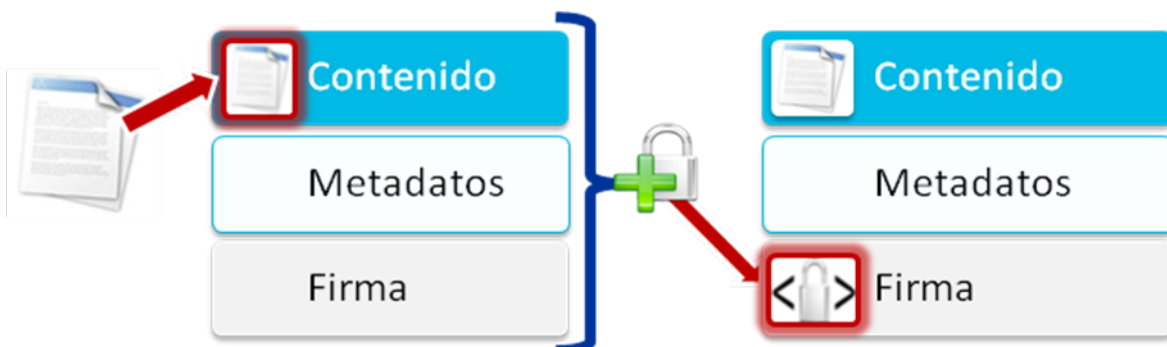 Contenido
Metadatos
Firma
Contenido
Metadatos
< > Firma